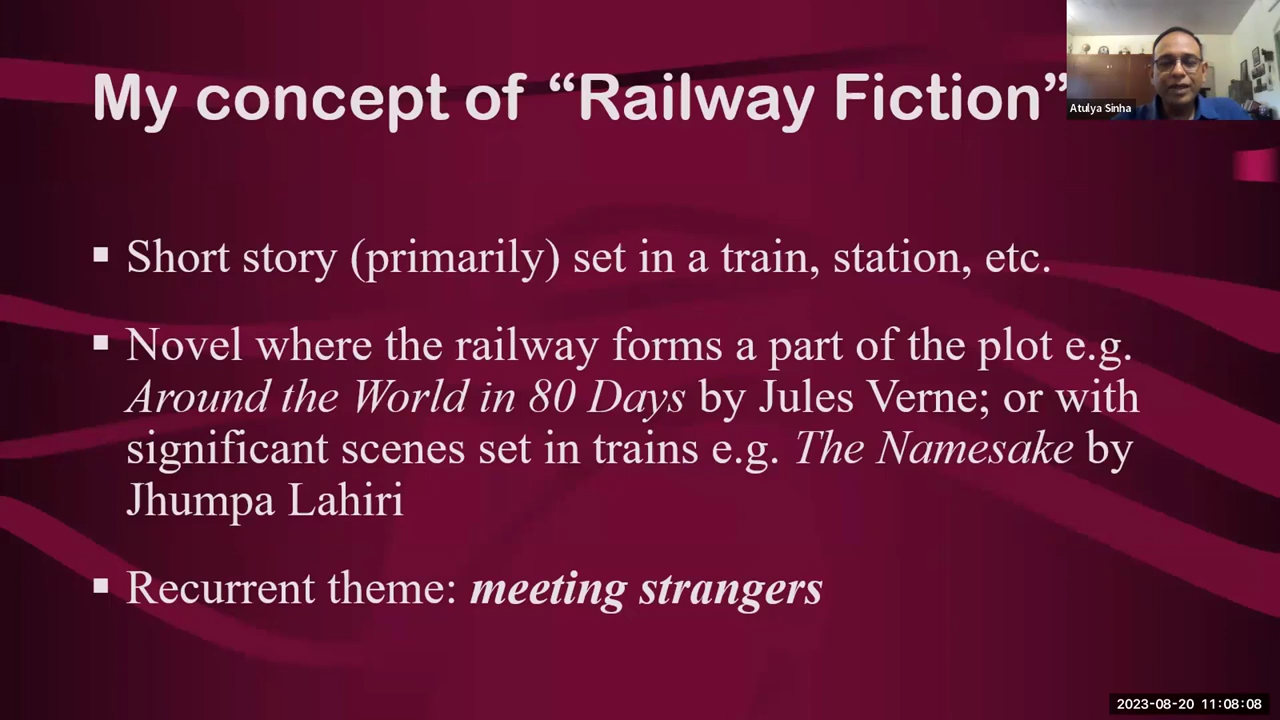 My concept of “Railway Fiction”
Atulya Sinha
▪ Short story (primarily) set in a train, station, etc.
▪ Novel where the railway forms a part of the plot e.g.
Around the World in 80 Days by Jules Verne; or with
significant scenes set in trains e.g. The Namesake by
Jhumpa Lahiri
▪ Recurrent theme: meeting strangers
2023-08-20 11:08:08